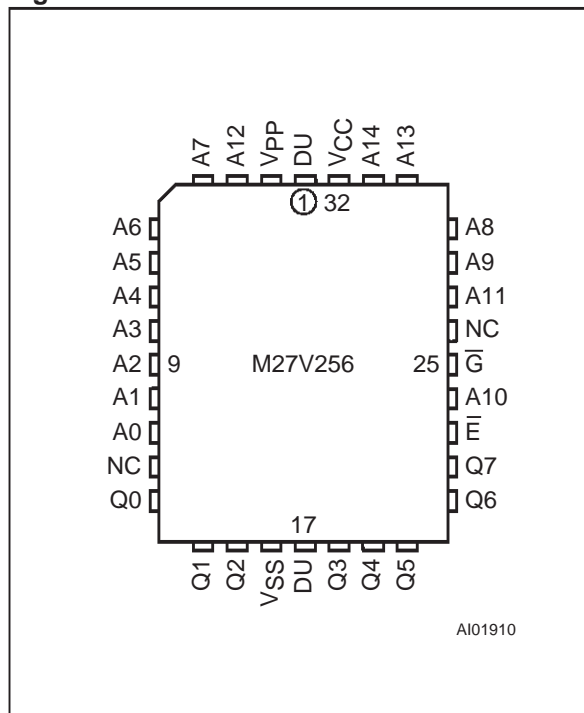 A7 A12 VPP DU VCC A14 A13
1 32
A6 A8
A5 A9
A4 A11
A3 NC
A2 9 M27V256 25 G̅
A1 A10
A0 E̅
NC Q7
Q0 Q6
17
Q1 Q2 VSS DU Q3 Q4 Q5
AI01910